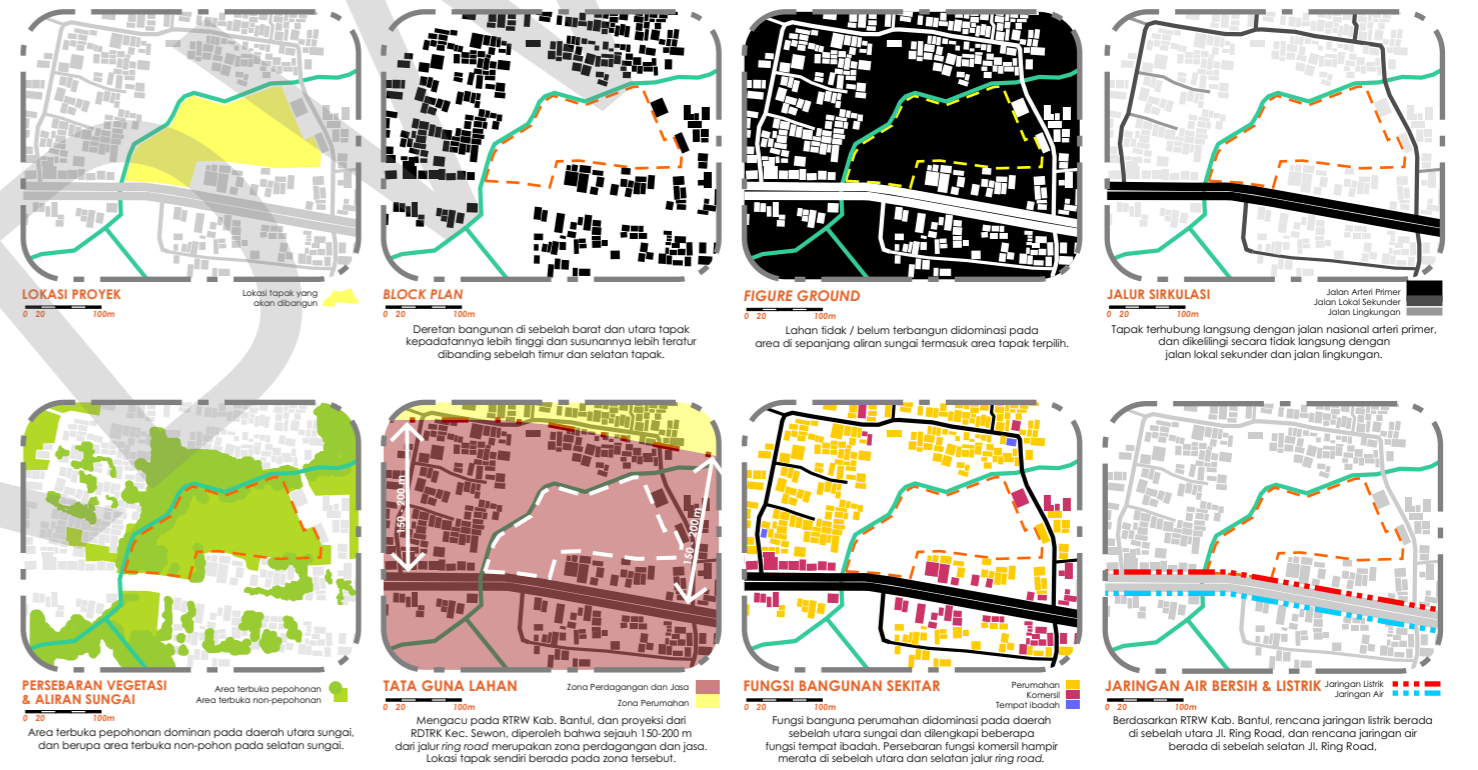 LOKASI PROYEK
0 20 100m
Lokasi tapak yang
akan dibangun
BLOCK PLAN
0 20 100m
Deretan bangunan di sebelah barat dan utara tapak
kepadatannya lebih tinggi dan susunannya lebih teratur
dibanding sebelah timur dan selatan tapak.
FIGURE GROUND
0 20 100m
Lahan tidak / belum terbangun didominasi pada
area di sepanjang aliran sungai termasuk area tapak terpilih.
JALUR SIRKULASI
0 20 100m
Jalan Arteri Primer
Jalan Lokal Sekunder
Jalan Lingkungan
Tapak terhubung langsung dengan jalan nasional arteri primer,
dan dikelilingi secara tidak langsung dengan
jalan lokal sekunder dan jalan lingkungan.
PERSEBARAN VEGETASI
& ALIRAN SUNGAI
0 20 100m
Area terbuka pepohonan
Area terbuka non-pepohonan
Area terbuka pepohonan dominan pada daerah utara sungai,
dan berupa area terbuka non-pohon pada selatan sungai.
150 - 200 m
150 - 200 m
TATA GUNA LAHAN
0 20 100m
Zona Perdagangan dan Jasa
Zona Perumahan
Mengacu pada RTRW Kab. Bantul, dan proyeksi dari
RDTRK Kec. Sewon, diperoleh bahwa sejauh 150-200 m
dari jalur ring road merupakan zona perdagangan dan jasa.
Lokasi tapak sendiri berada pada zona tersebut.
FUNGSI BANGUNAN SEKITAR
0 20 100m
Perumahan
Komersil
Tempat ibadah
Fungsi banguna perumahan didominasi pada daerah
sebelah utara sungai dan dilengkapi beberapa
fungsi tempat ibadah. Persebaran fungsi komersil hampir
merata di sebelah utara dan selatan jalur ring road.
JARINGAN AIR BERSIH & LISTRIK
0 20 100m
Jaringan Listrik
Jaringan Air
Berdasarkan RTRW Kab. Bantul, rencana jaringan listrik berada
di sebelah utara Jl. Ring Road, dan rencana jaringan air
berada di sebelah selatan Jl. Ring Road,